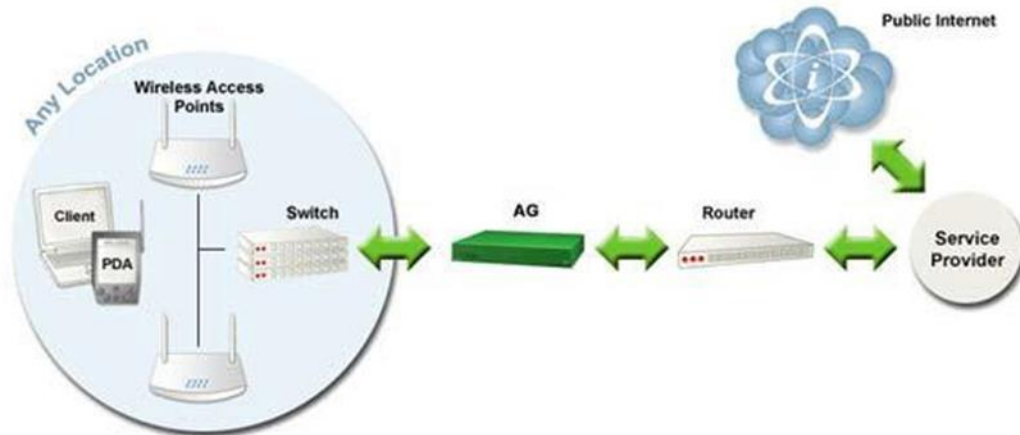 Any Location
Wireless Access
Points
Client
PDA
Switch
AG
Router
Public Internet
i
Service
Provider